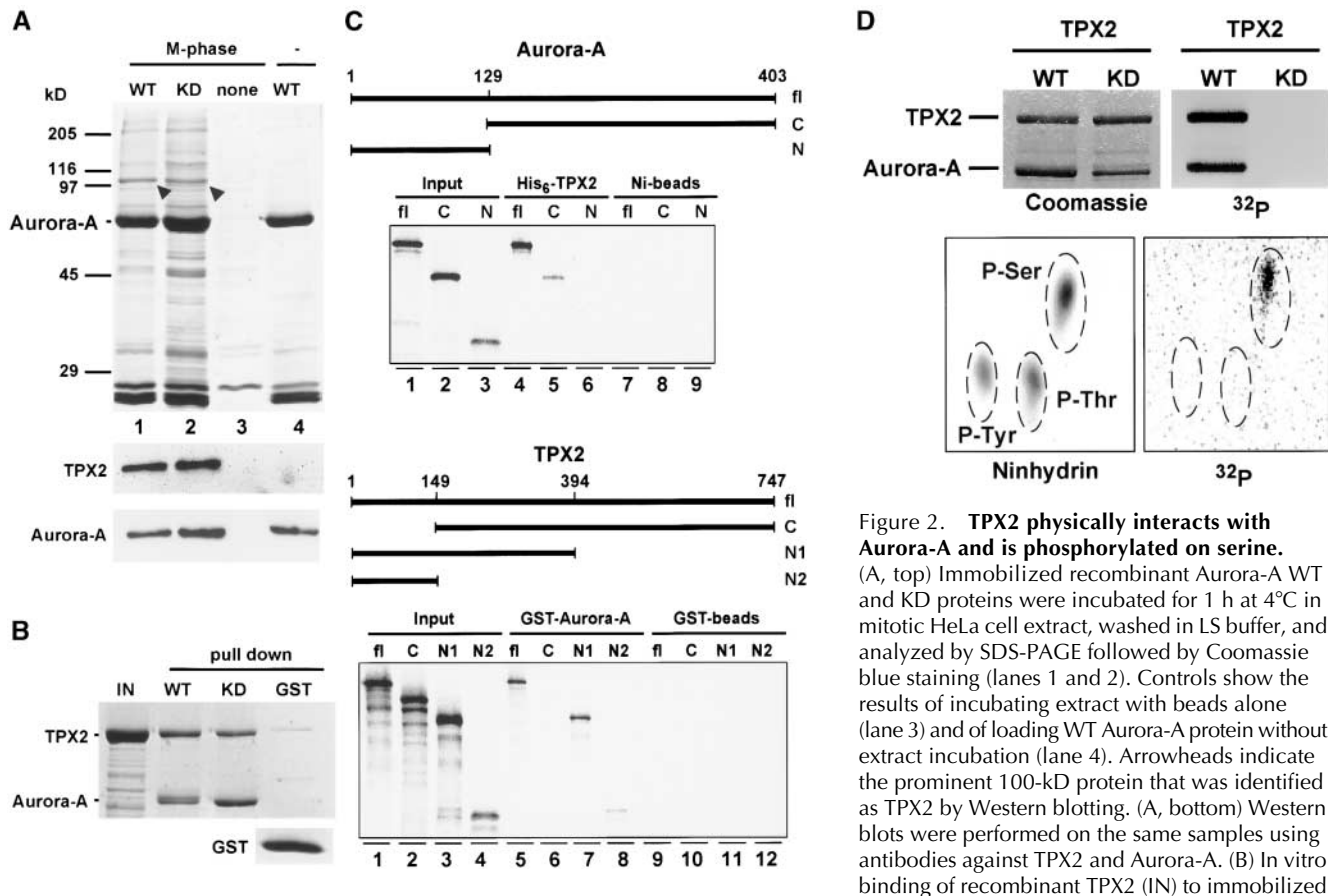 A
M-phase -
WT KD none WT
kD
205
116
97
Aurora-A
45
29
1 2 3 4
TPX2
Aurora-A
B
pull down
IN WT KD GST
TPX2
Aurora-A
GST
C
Aurora-A
1 129 403
fl
C
N
Input His6-TPX2 Ni-beads
fl C N fl C N fl C N
1 2 3 4 5 6 7 8 9
TPX2
1 149 394 747
fl
C
N1
N2
Input GST-Aurora-A GST-beads
fl C N1 N2 fl C N1 N2 fl C N1 N2
1 2 3 4 5 6 7 8 9 10 11 12
D
TPX2 TPX2
WT KD WT KD
TPX2
Aurora-A
Coomassie 32P
P-Ser
P-Thr
P-Tyr
Ninhydrin 32P
Figure 2. TPX2 physically interacts with
Aurora-A and is phosphorylated on serine.
(A, top) Immobilized recombinant Aurora-A WT
and KD proteins were incubated for 1 h at 4°C in
mitotic HeLa cell extract, washed in LS buffer, and
analyzed by SDS-PAGE followed by Coomassie
blue staining (lanes 1 and 2). Controls show the
results of incubating extract with beads alone
(lane 3) and of loading WT Aurora-A protein without
extract incubation (lane 4). Arrowheads indicate
the prominent 100-kD protein that was identified
as TPX2 by Western blotting. (A, bottom) Western
blots were performed on the same samples using
antibodies against TPX2 and Aurora-A. (B) In vitro
binding of recombinant TPX2 (IN) to immobilized